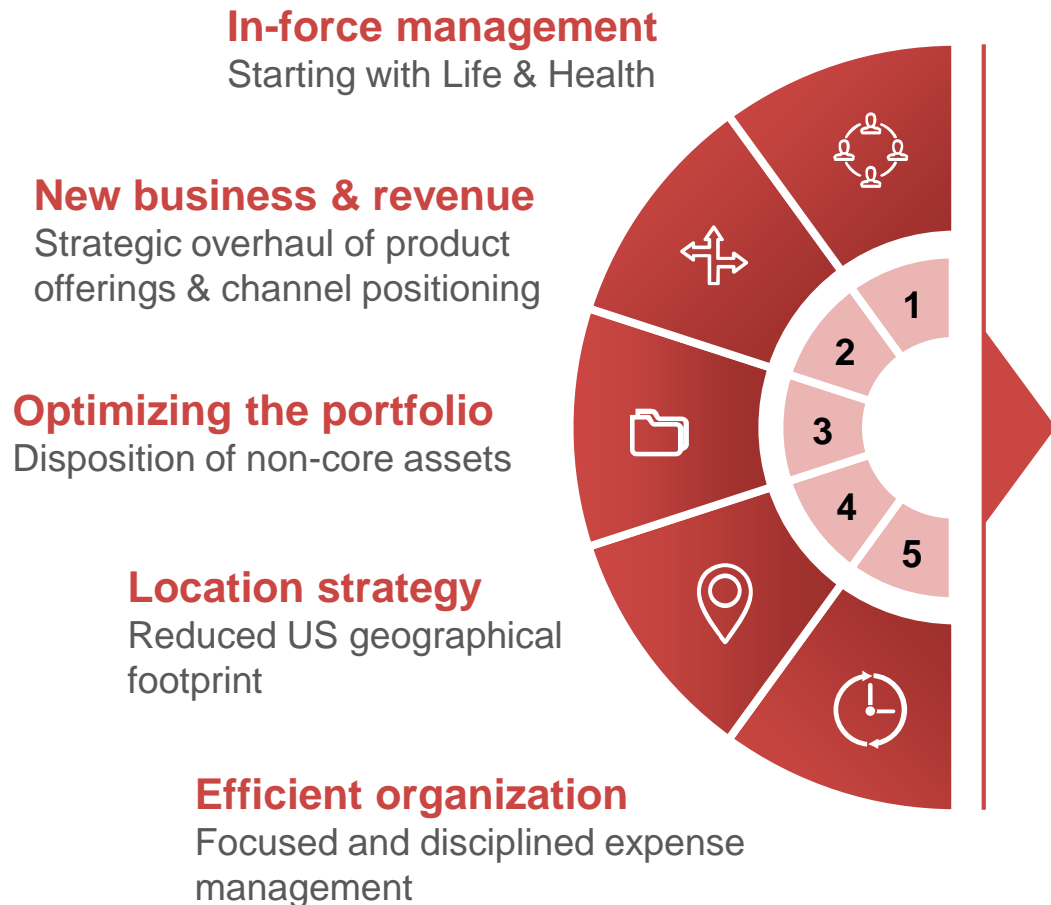 In-force management
Starting with Life & Health
1
New business & revenue
Strategic overhaul of product
offerings & channel positioning
2
Optimizing the portfolio
Disposition of non-core assets
3
Location strategy
Reduced US geographical
footprint
4
Efficient organization
Focused and disciplined expense
management
5